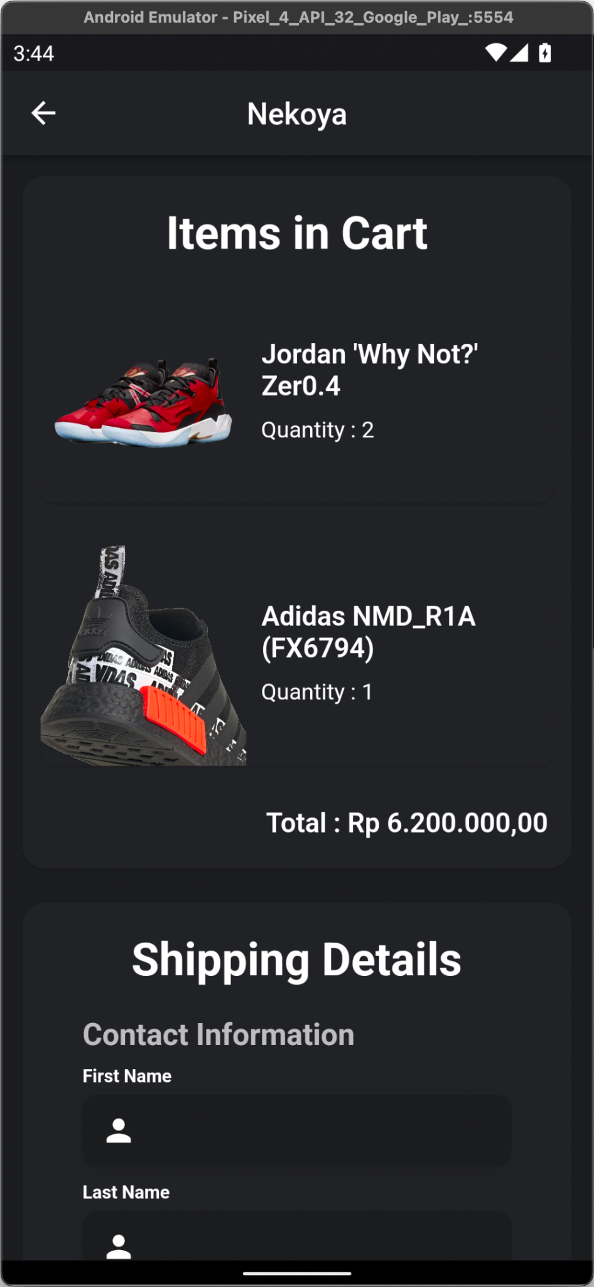 Android Emulator - Pixel_4_API_32_Google_Play_:5554
3:44
Nekoya
Items in Cart
Jordan 'Why Not?'
Zer0.4
Quantity : 2
Adidas NMD_R1A
(FX6794)
Quantity : 1
Total : Rp 6.200.000,00
Shipping Details
Contact Information
First Name
Last Name